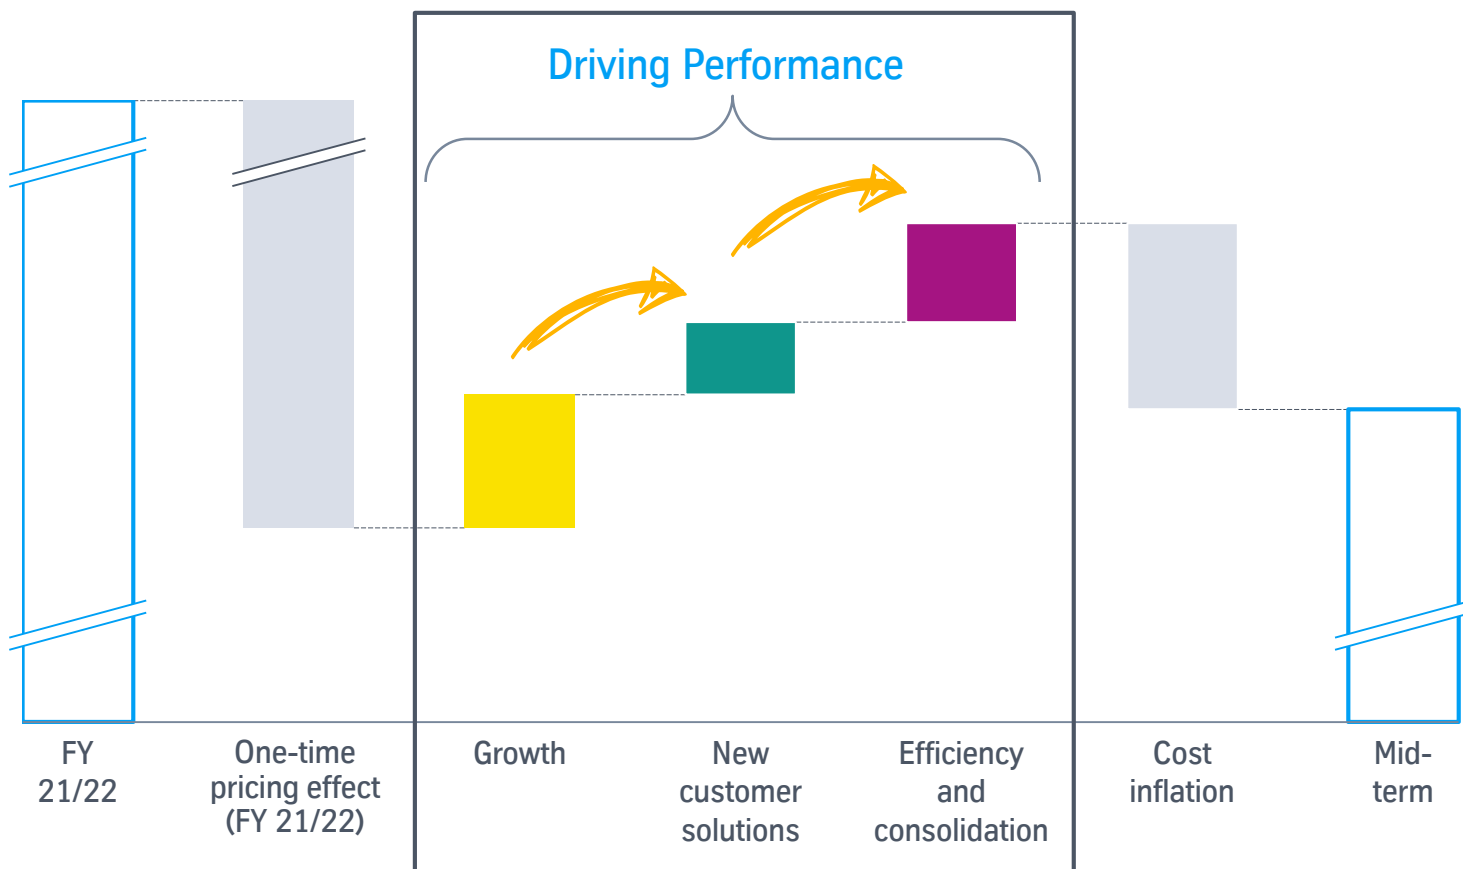 Driving Performance
FY
21/22
One-time
pricing effect
(FY 21/22)
Growth
New
customer
solutions
Efficiency
and
consolidation
Cost
inflation
Mid-
term